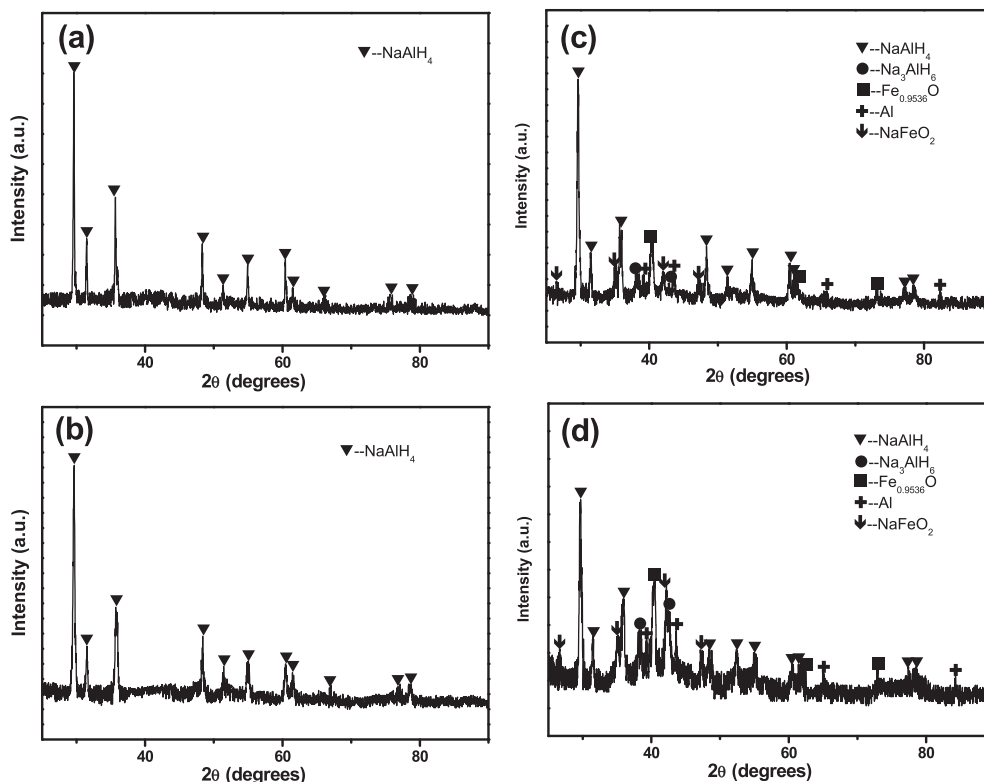 (a)
▼--NaAlH₄
Intensity (a.u.)
40 60 80
2θ (degrees)
(c)
▼--NaAlH₄
●--Na₃AlH₆
■--Fe₀.₉₅₃₆O
✚--Al
↓--NaFeO₂
Intensity (a.u.)
40 60 80
2θ (degrees)
(b)
▼--NaAlH₄
Intensity (a.u.)
40 60 80
2θ (degrees)
(d)
▼--NaAlH₄
●--Na₃AlH₆
■--Fe₀.₉₅₃₆O
✚--Al
↓--NaFeO₂
Intensity (a.u.)
40 60 80
2θ (degrees)